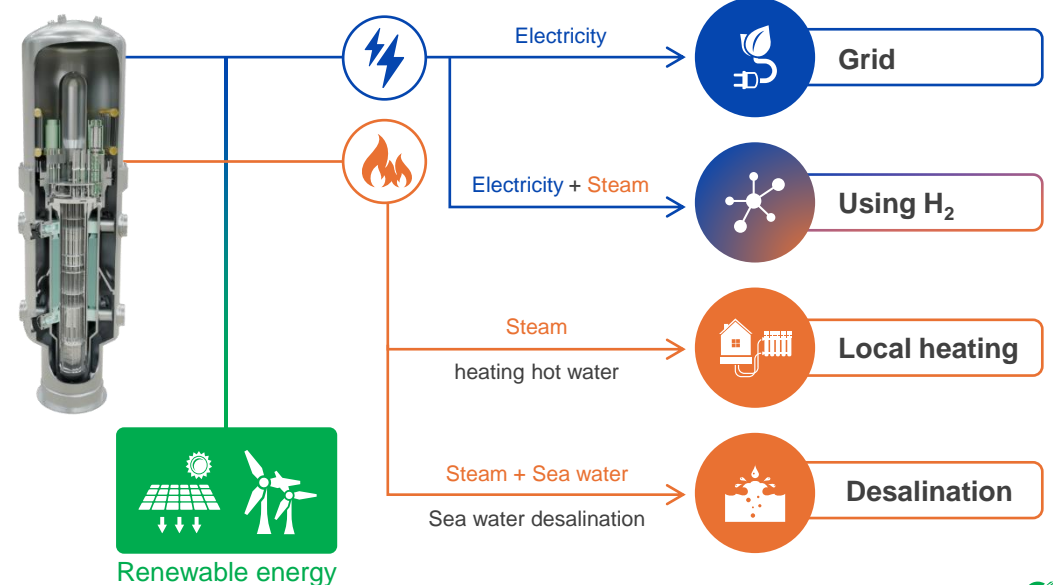 Electricity
Grid
Electricity + Steam
Using H₂
Steam
heating hot water
Local heating
Steam + Sea water
Sea water desalination
Desalination
Renewable energy